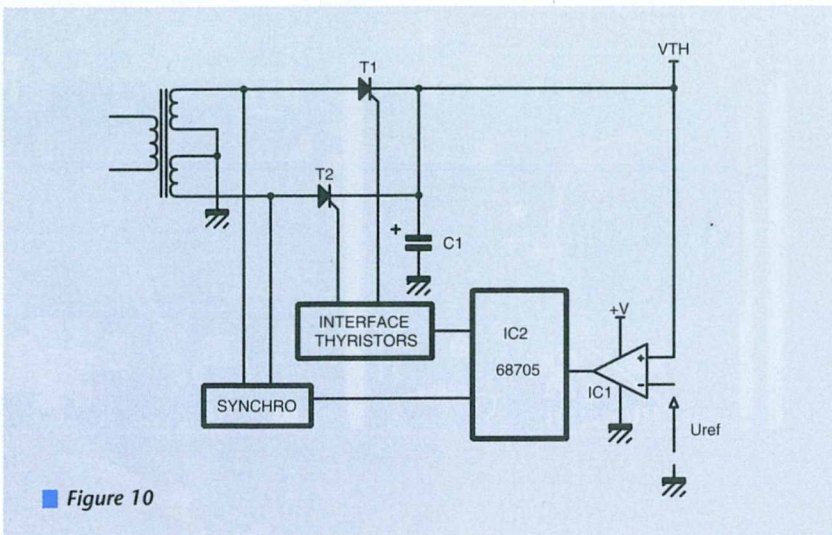 VTH
T1
T2
+
C1
INTERFACE
THYRISTORS
IC2
68705
+V
+
-
IC1
SYNCHRO
Uref
Figure 10